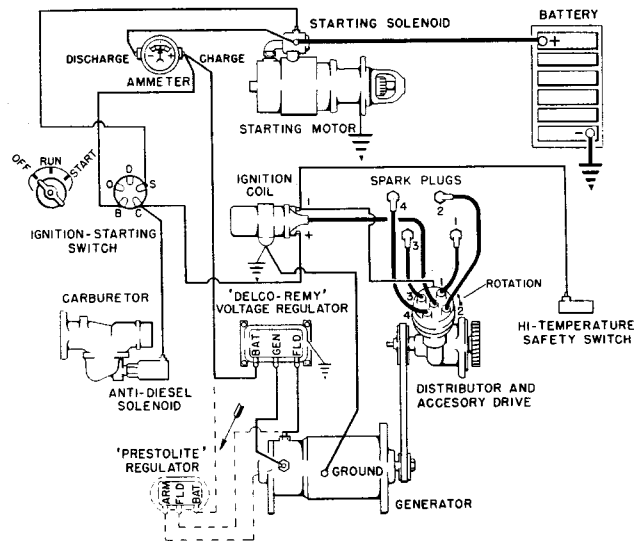 STARTING SOLENOID
BATTERY
DISCHARGE
- +
CHARGE
AMMETER
+
-
STARTING MOTOR
OFF
RUN
START
D
O
S
B
C
IGNITION-STARTING
SWITCH
IGNITION
COIL
-
+
SPARK PLUGS
4
2
3
1
CARBURETOR
'DELCO-REMY'
VOLTAGE REGULATOR
BAT
GEN
FLD
3
1
4
2
ROTATION
HI-TEMPERATURE
SAFETY SWITCH
ANTI-DIESEL
SOLENOID
DISTRIBUTOR AND
ACCESORY DRIVE
'PRESTOLITE'
REGULATOR
ARM
FLD
BAT
GROUND
GENERATOR